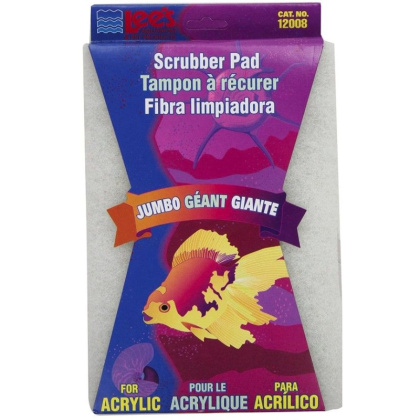 Lee's
CAT. NO.
12008
Scrubber Pad
Tampon à récurer
Fibra limpiadora
JUMBO GÉANT GIANTE
FOR
ACRYLIC
POUR LE
ACRYLIQUE
PARA
ACRÍLICO